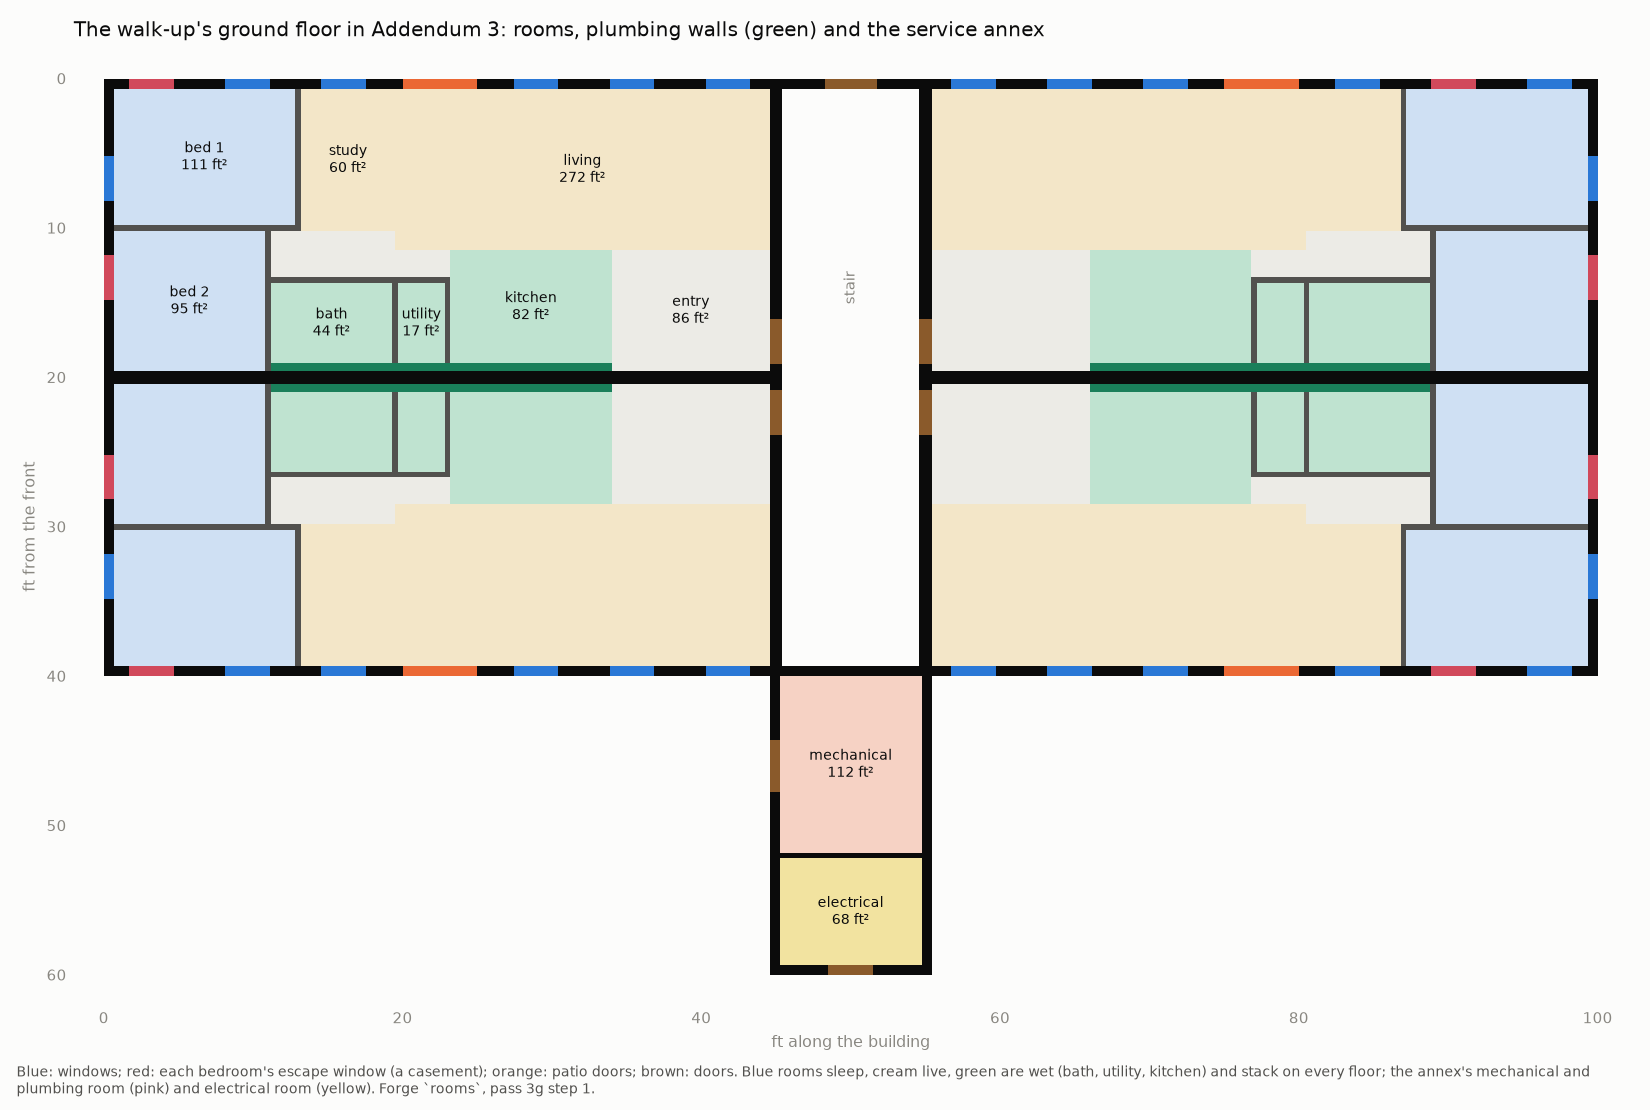 The walk-up's ground floor in Addendum 3: rooms, plumbing walls (green) and the service annex
0
10
20
30
40
50
60
ft from the front
bed 1
111 ft²
study
60 ft²
living
272 ft²
bed 2
95 ft²
bath
44 ft²
utility
17 ft²
kitchen
82 ft²
entry
86 ft²
stair
mechanical
112 ft²
electrical
68 ft²
0
20
40
60
80
100
ft along the building
Blue: windows; red: each bedroom's escape window (a casement); orange: patio doors; brown: doors. Blue rooms sleep, cream live, green are wet (bath, utility, kitchen) and stack on every floor; the annex's mechanical and
plumbing room (pink) and electrical room (yellow). Forge `rooms`, pass 3g step 1.